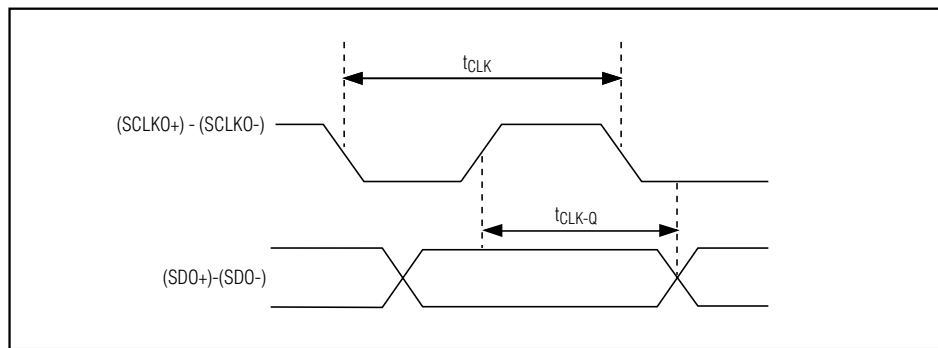 tCLK
(SCLKO+) - (SCLKO-)
tCLK-Q
(SDO+)-(SDO-)